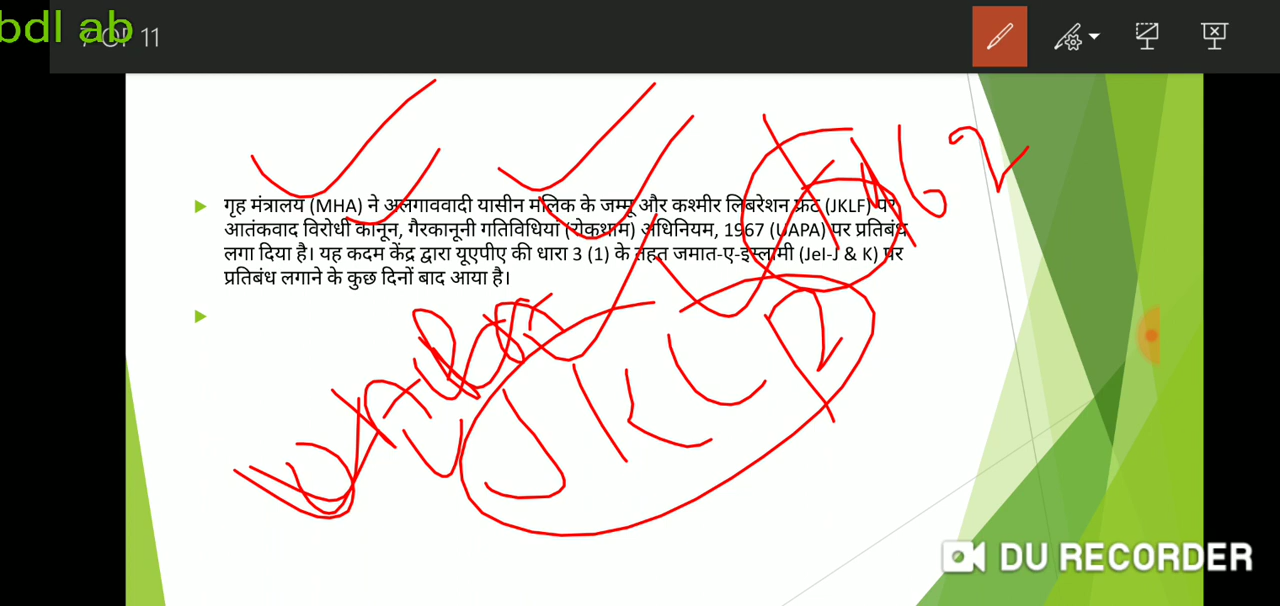 bdl ab
7 OF 11
गृह मंत्रालय (MHA) ने अलगाववादी यासीन मलिक के जम्मू और कश्मीर लिबरेशन फ्रंट (JKLF) पर
आतंकवाद विरोधी कानून, गैरकानूनी गतिविधियां (रोकथाम) अधिनियम, 1967 (UAPA) पर प्रतिबंध
लगा दिया है। यह कदम केंद्र द्वारा यूएपीए की धारा 3 (1) के तहत जमात-ए-इस्लामी (JeI-J & K) पर
प्रतिबंध लगाने के कुछ दिनों बाद आया है।
DU RECORDER